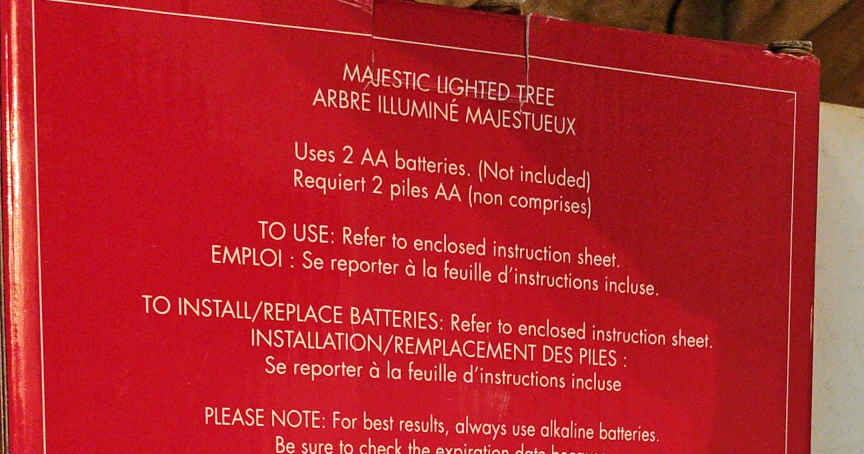 MAJESTIC LIGHTED TREE
ARBRE ILLUMINÉ MAJESTUEUX
Uses 2 AA batteries. (Not included)
Requiert 2 piles AA (non comprises)
TO USE: Refer to enclosed instruction sheet.
EMPLOI : Se reporter à la feuille d'instructions incluse.
TO INSTALL/REPLACE BATTERIES: Refer to enclosed instruction sheet.
INSTALLATION/REMPLACEMENT DES PILES :
Se reporter à la feuille d'instructions incluse
PLEASE NOTE: For best results, always use alkaline batteries.
Be sure to check the expiration date